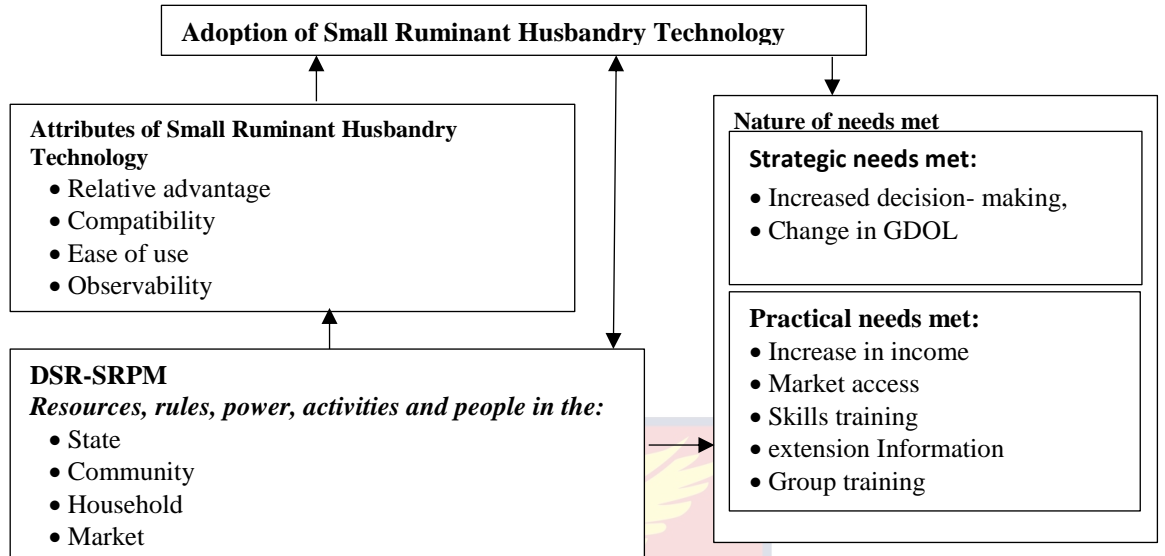 Adoption of Small Ruminant Husbandry Technology
Attributes of Small Ruminant Husbandry
Technology
• Relative advantage
• Compatibility
• Ease of use
• Observability
DSR-SRPM
Resources, rules, power, activities and people in the:
• State
• Community
• Household
• Market
Nature of needs met
Strategic needs met:
• Increased decision- making,
• Change in GDOL
Practical needs met:
• Increase in income
• Market access
• Skills training
• extension Information
• Group training